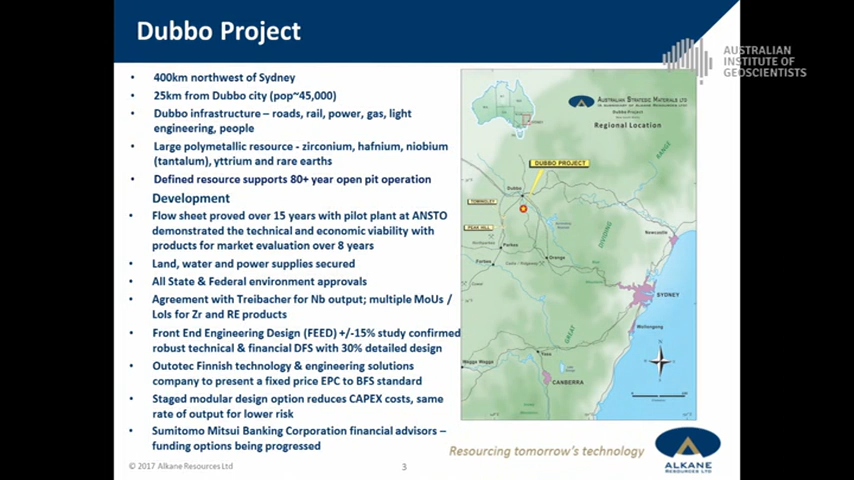 Dubbo Project
AUSTRALIAN
INSTITUTE OF
GEOSCIENTISTS
• 400km northwest of Sydney
• 25km from Dubbo city (pop~45,000)
• Dubbo infrastructure – roads, rail, power, gas, light
engineering, people
• Large polymetallic resource - zirconium, hafnium, niobium
(tantalum), yttrium and rare earths
• Defined resource supports 80+ year open pit operation
Development
• Flow sheet proved over 15 years with pilot plant at ANSTO
demonstrated the technical and economic viability with
products for market evaluation over 8 years
• Land, water and power supplies secured
• All State & Federal environment approvals
• Agreement with Treibacher for Nb output; multiple MoUs /
LoIs for Zr and RE products
• Front End Engineering Design (FEED) +/-15% study confirmed
robust technical & financial DFS with 30% detailed design
• Outotec Finnish technology & engineering solutions
company to present a fixed price EPC to BFS standard
• Staged modular design option reduces CAPEX costs, same
rate of output for lower risk
• Sumitomo Mitsui Banking Corporation financial advisors –
funding options being progressed
AUSTRALIAN STRATEGIC MATERIALS LTD
Dubbo Project
Regional Location
RANGE
DUBBO PROJECT
Dubbo
TOMINGLEY
PEAK HILL
DIVIDING
Newcastle
Parkes
Forbes
Orange
SYDNEY
Wollongong
GREAT
Yass
Wagga Wagga
CANBERRA
Resourcing tomorrow's technology
ALKANE
RESOURCES LTD
© 2017 Alkane Resources Ltd
3